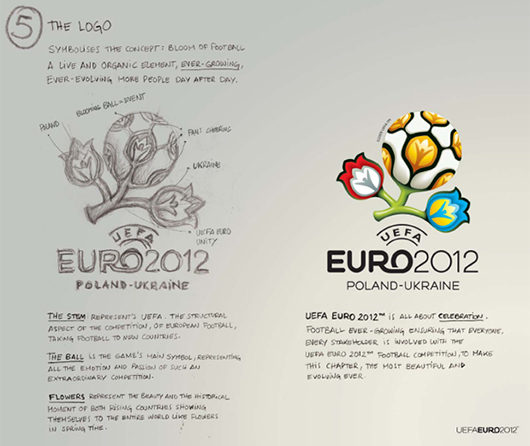 5 THE LOGO
SYMBOLISES THE CONCEPT: BLOOM OF FOOTBALL
A LIVE AND ORGANIC ELEMENT, EVER-GROWING,
EVER-EVOLVING MORE PEOPLE DAY AFTER DAY.
BLOOMING BALL = EVENT
POLAND
FANS CHEERING
UKRAINE
UEFA EURO
UNITY
UEFA
EURO2012
POLAND-UKRAINE
THE STEM REPRESENT'S UEFA. THE STRUCTURAL
ASPECT OF THE COMPETITION, OF EUROPEAN FOOTBALL,
TAKING FOOTBALL TO NEW COUNTRIES.
THE BALL IS THE GAME'S MAIN SYMBOL, REPRESENTING
ALL THE EMOTION AND PASSION OF SUCH AN
EXTRAORDINARY COMPETITION.
FLOWERS REPRESENT THE BEAUTY AND THE HISTORICAL
MOMENT OF BOTH RISING COUNTRIES SHOWING
THEMSELVES TO THE ENTIRE WORLD LIKE FLOWERS
IN SPRING TIME.
UEFA
EURO2012
POLAND-UKRAINE
UEFA EURO 2012™ IS ALL ABOUT CELEBRATION.
FOOTBALL EVER-GROWING ENSURING THAT EVERYONE,
EVERY STAKEHOLDER IS INVOLVED WITH THE
UEFA EURO 2012™ FOOTBALL COMPETITION, TO MAKE
THIS CHAPTER, THE MOST BEAUTIFUL AND
EVOLVING EVER.
UEFAEURO2012™